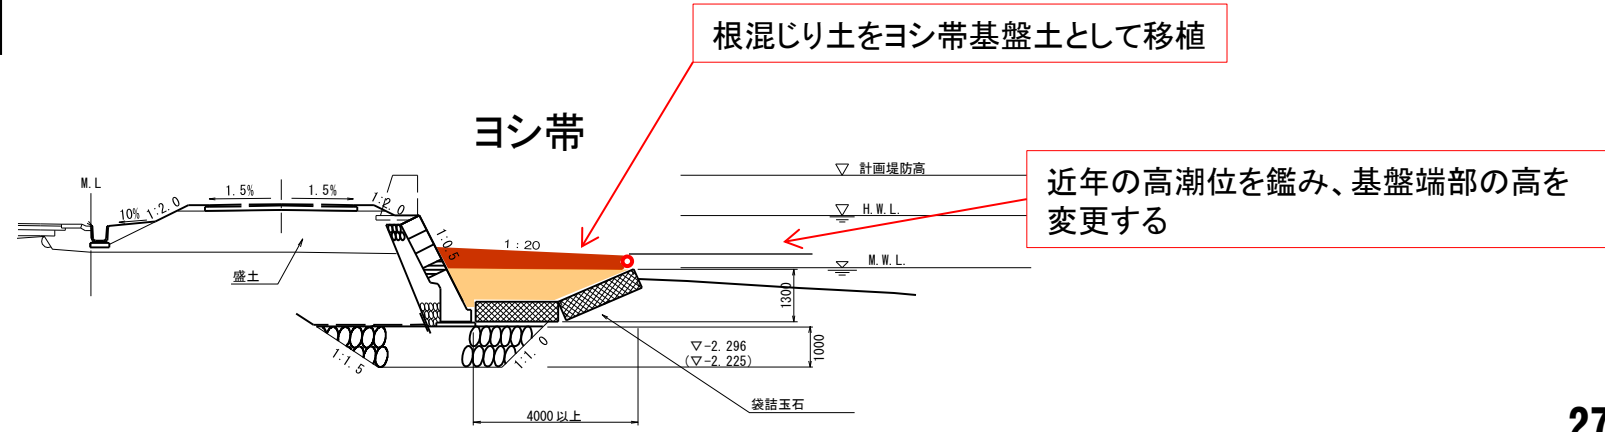 根混じり土をヨシ帯基盤土として移植
ヨシ帯
計画堤防高
近年の高潮位を鑑み、基盤端部の高を
変更する
M.L
1.5%
1.5%
10%
1:2.0
1:2.0
H.W.L.
1:0.5
1:20
M.W.L.
盛土
1300
1000
▽-2.296
(▽-2.225)
1:1.5
1:1.0
袋詰玉石
4000以上
27